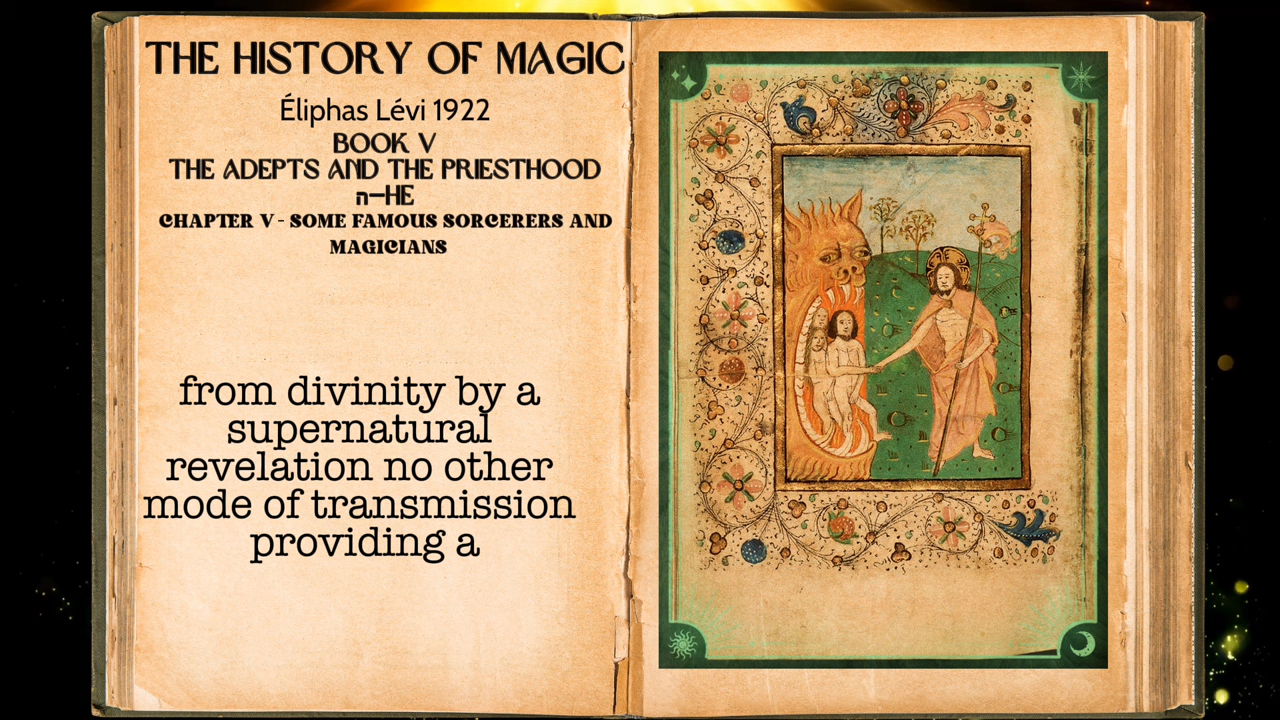 THE HISTORY OF MAGIC
Éliphas Lévi 1922
BOOK V
THE ADEPTS AND THE PRIESTHOOD
n–HE
CHAPTER V - SOME FAMOUS SORCERERS AND
MAGICIANS
from divinity by a
supernatural
revelation no other
mode of transmission
providing a